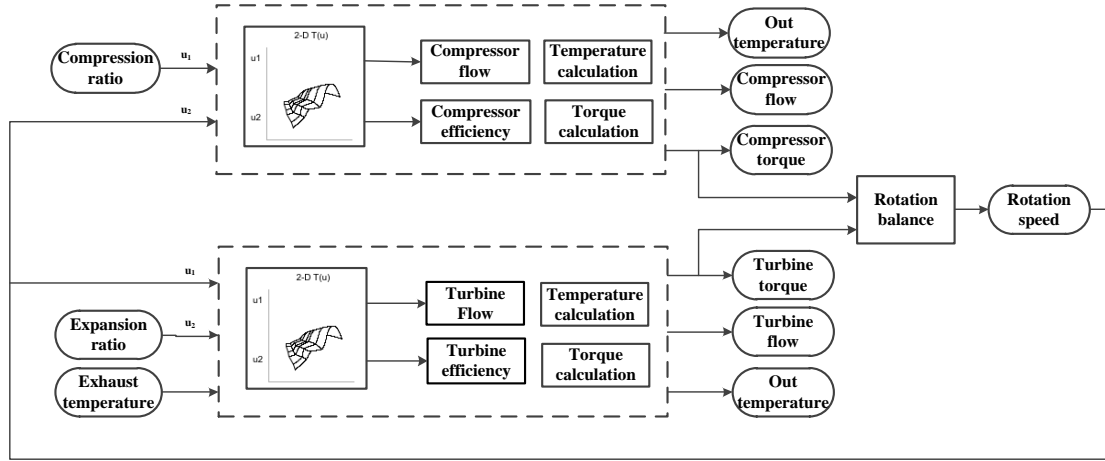 Compression
ratio
u₁
u₂
2-D T(u)
u1
u2
Compressor
flow
Compressor
efficiency
Temperature
calculation
Torque
calculation
Out
temperature
Compressor
flow
Compressor
torque
Rotation
balance
Rotation
speed
u₁
Expansion
ratio
u₂
Exhaust
temperature
2-D T(u)
u1
u2
Turbine
Flow
Turbine
efficiency
Temperature
calculation
Torque
calculation
Turbine
torque
Turbine
flow
Out
temperature